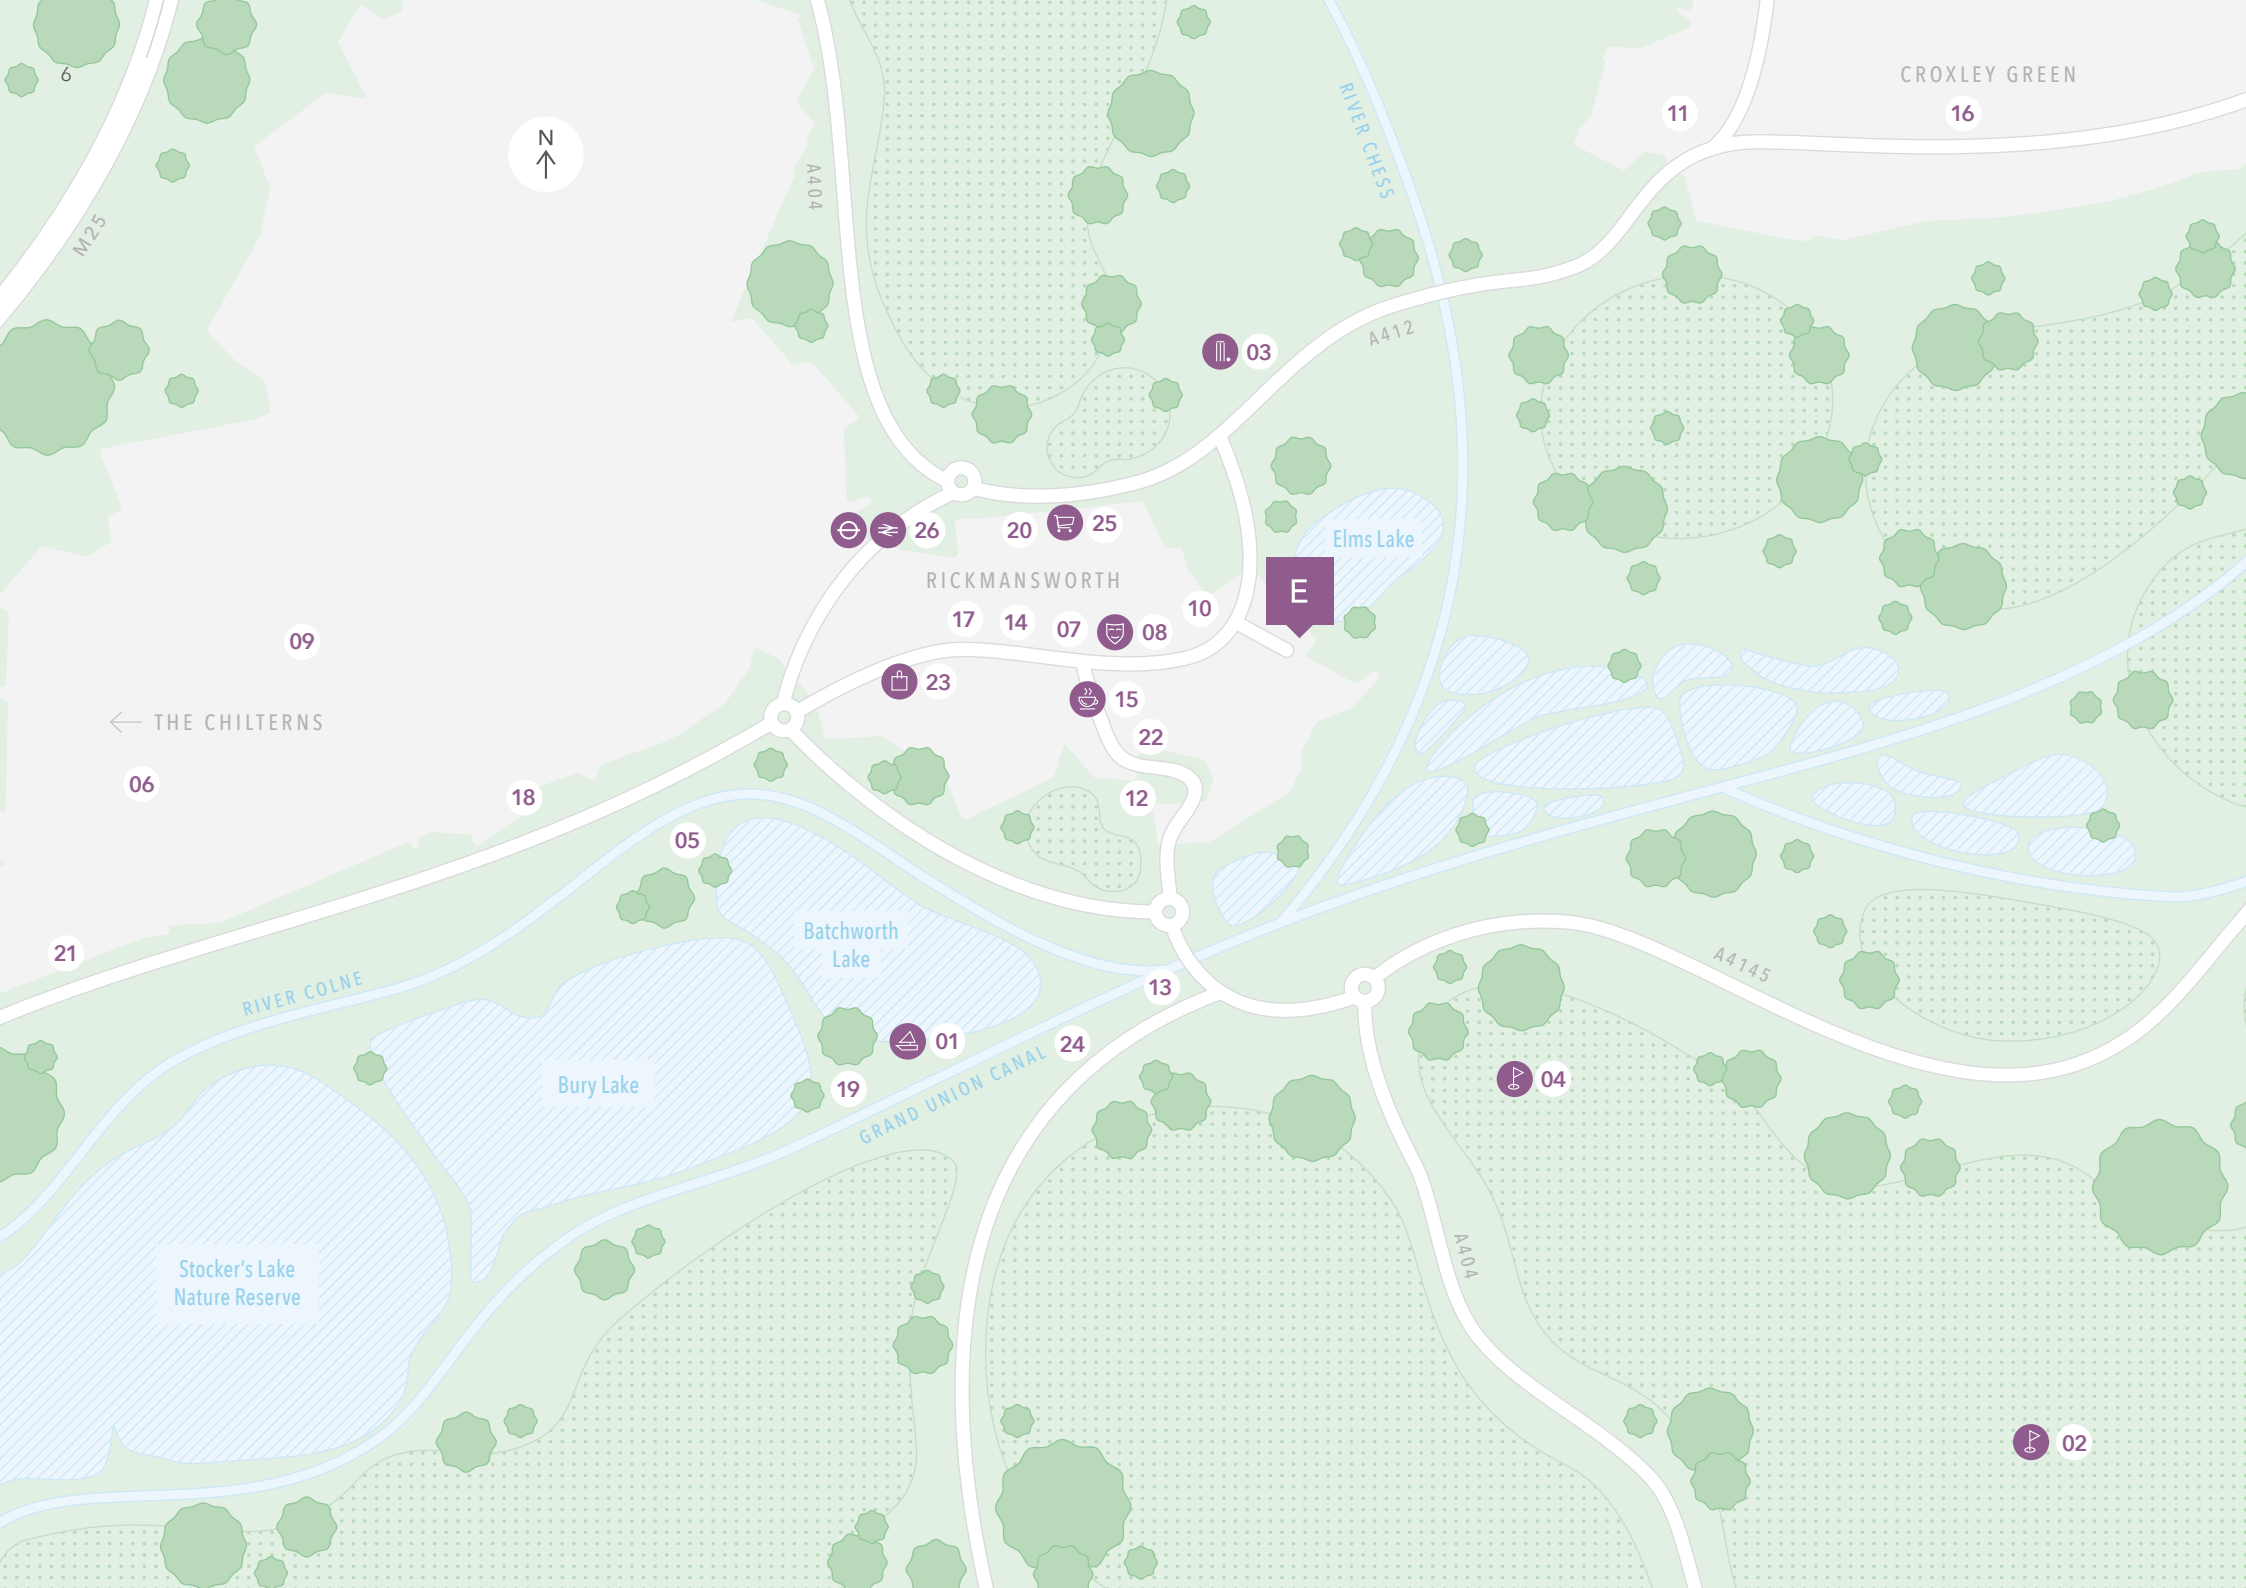 6
CROXLEY GREEN
11
16
N
RIVER CHESS
A404
M25
A412
03
26
20
25
Elms Lake
RICKMANSWORTH
E
17
14
07
08
10
09
23
15
THE CHILTERNS
22
06
18
12
05
Batchworth
Lake
21
RIVER COLNE
13
A4145
01
24
GRAND UNION CANAL
Bury Lake
19
04
A404
Stocker's Lake
Nature Reserve
02